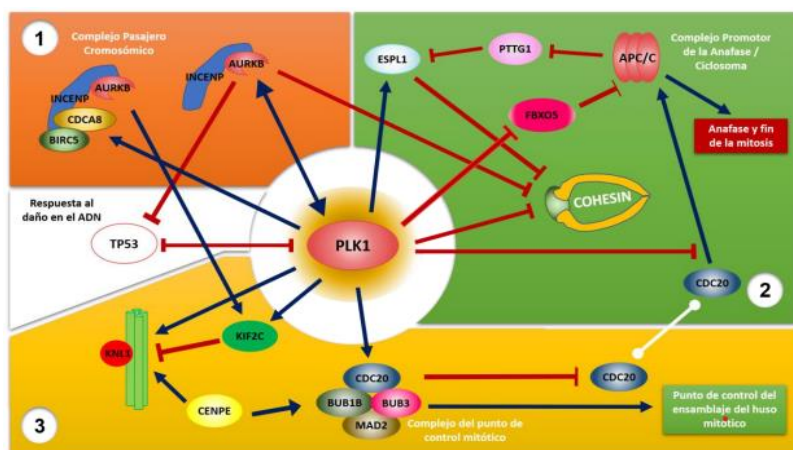 1
Complejo Pasajero
Cromosómico
INCENP
AURKB
CDCA8
BIRC5
INCENP
AURKB
ESPL1
PTTG1
APC/C
Complejo Promotor
de la Anafase /
Ciclosoma
FBXO5
Anafase y fin
de la mitosis
COHESIN
Respuesta al
daño en el ADN
TP53
PLK1
CDC20
2
KNL1
KIF2C
CENPE
CDC20
BUB1B
BUB3
MAD2
Complejo del punto de
control mitótico
CDC20
Punto de control del
ensamblaje del huso
mitótico
3